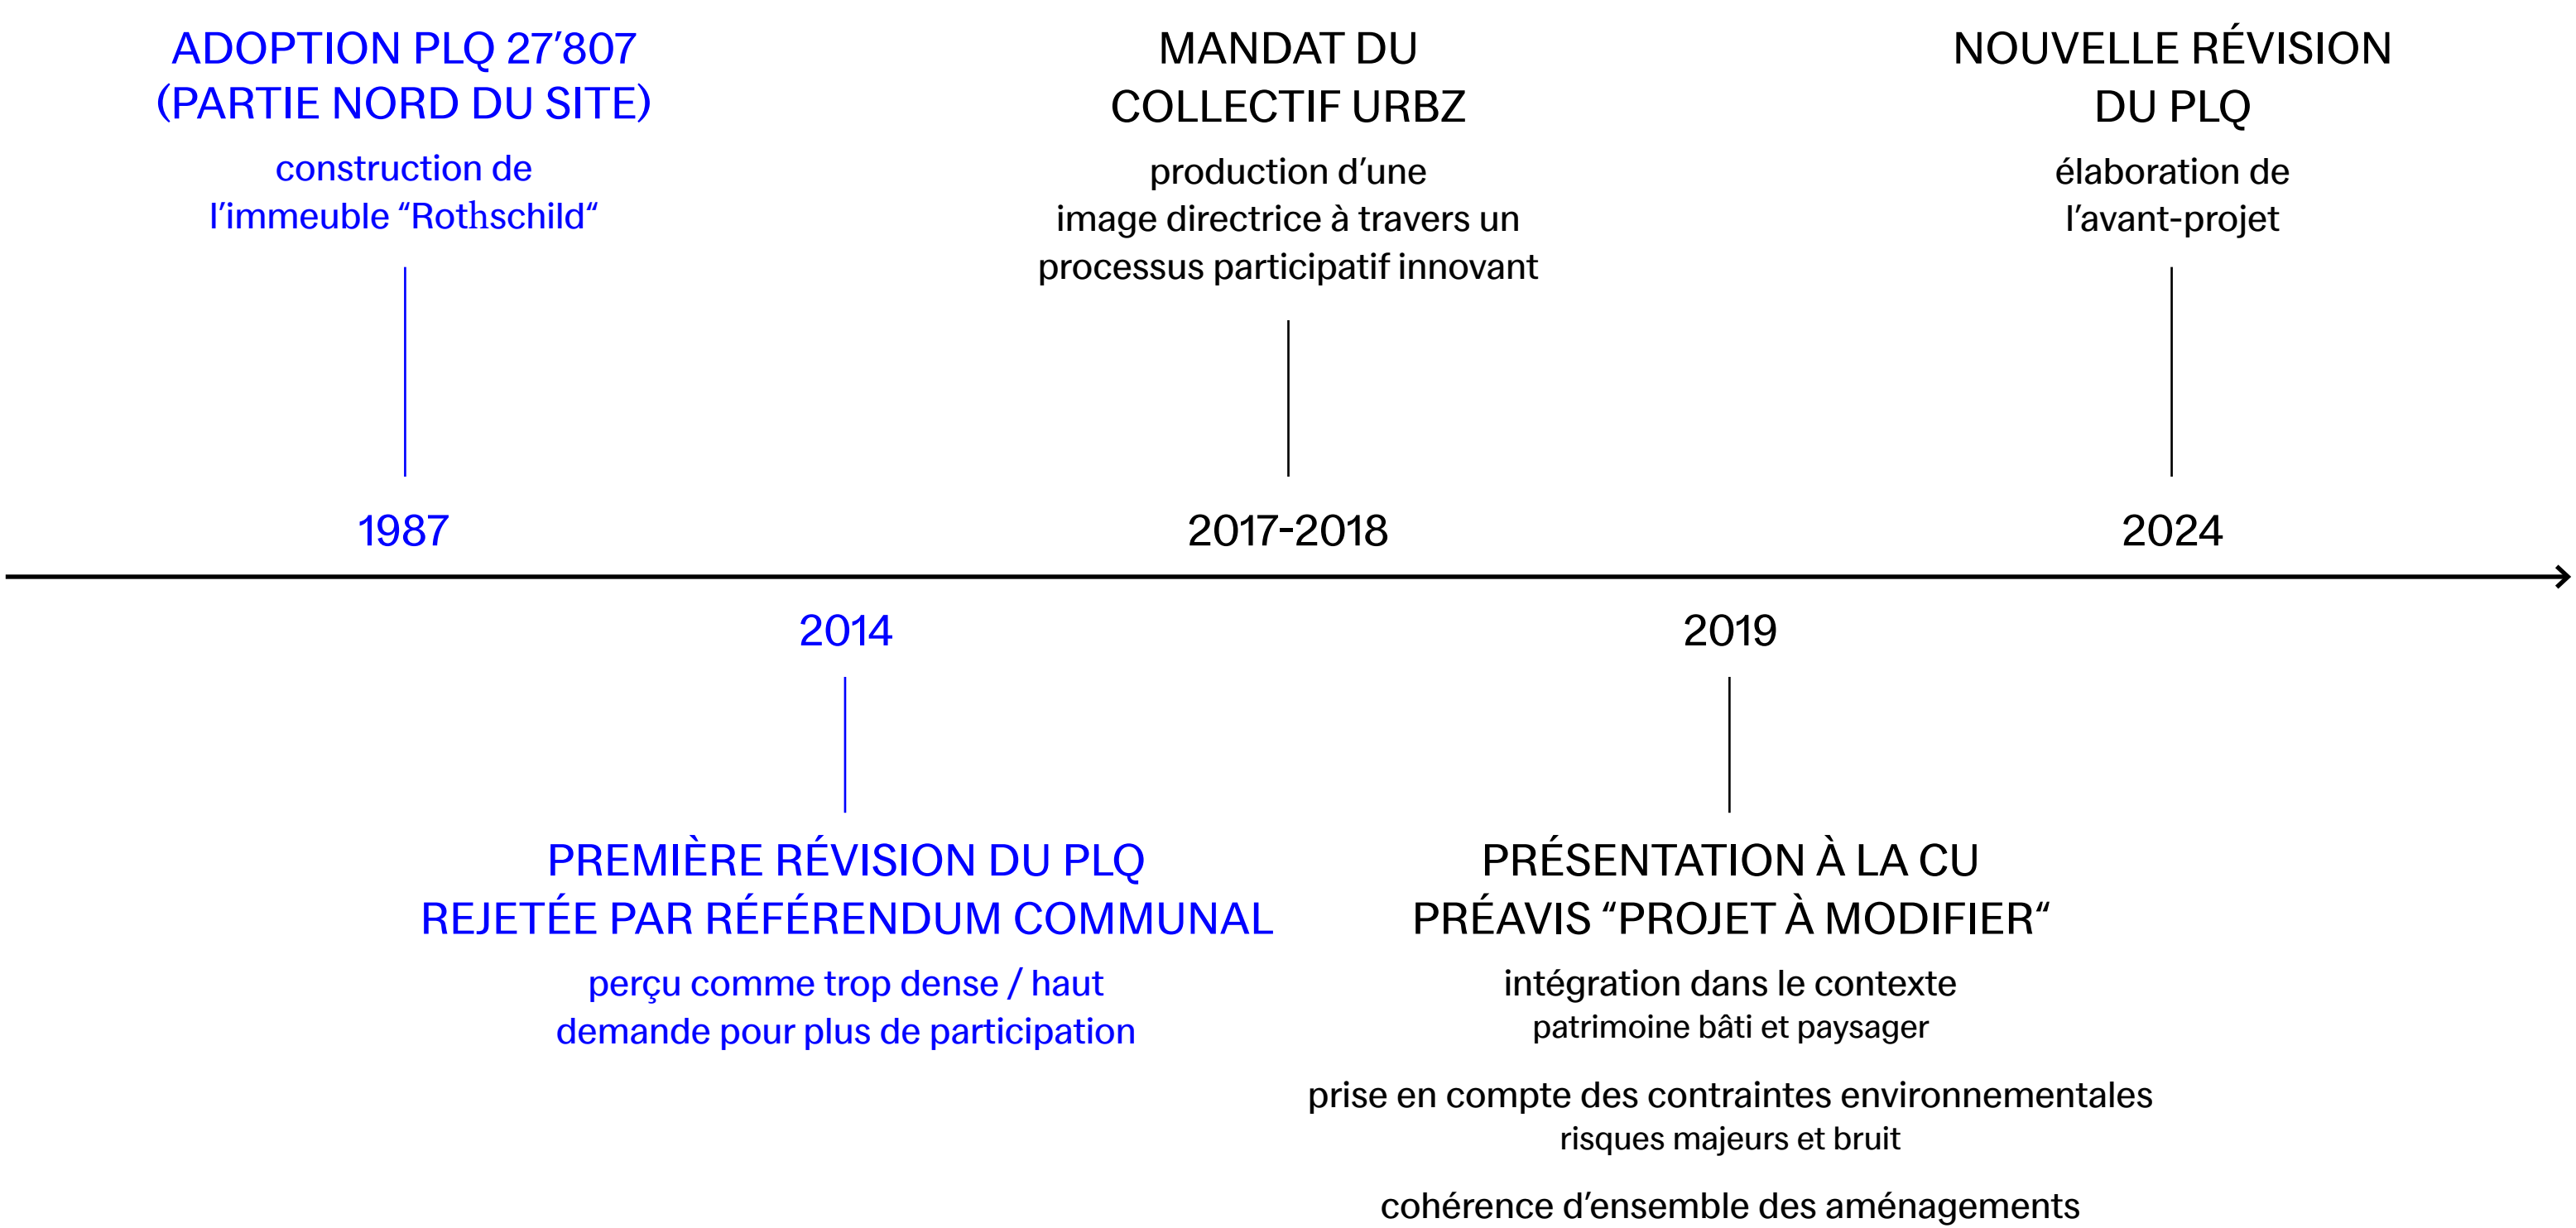 ADOPTION PLQ 27’807
(PARTIE NORD DU SITE)
construction de
l’immeuble “Rothschild“
1987
2014
PREMIÈRE RÉVISION DU PLQ
REJETÉE PAR RÉFÉRENDUM COMMUNAL
perçu comme trop dense / haut
demande pour plus de participation
MANDAT DU
COLLECTIF URBZ
production d’une
image directrice à travers un
processus participatif innovant
2017-2018
2019
PRÉSENTATION À LA CU
PRÉAVIS “PROJET À MODIFIER“
intégration dans le contexte
patrimoine bâti et paysager
prise en compte des contraintes environnementales
risques majeurs et bruit
cohérence d’ensemble des aménagements
NOUVELLE RÉVISION
DU PLQ
élaboration de
l’avant-projet
2024